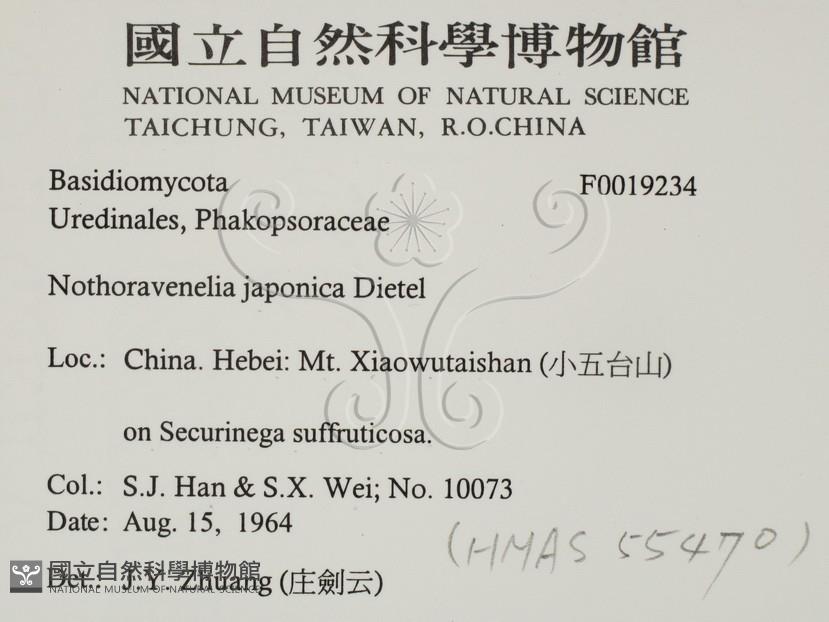 國立自然科學博物館
NATIONAL MUSEUM OF NATURAL SCIENCE
TAICHUNG, TAIWAN, R.O.CHINA
Basidiomycota F0019234
Uredinales, Phakopsoraceae
Nothoravenelia japonica Dietel
Loc.: China. Hebei: Mt. Xiaowutaishan (小五台山)
on Securinega suffruticosa.
Col.: S.J. Han & S.X. Wei; No. 10073
Date: Aug. 15, 1964
(HMAS 55470)
Det.: J. Y. Zhuang (庄劍云)
國立自然科學博物館
NATIONAL MUSEUM OF NATURAL SCIENCE